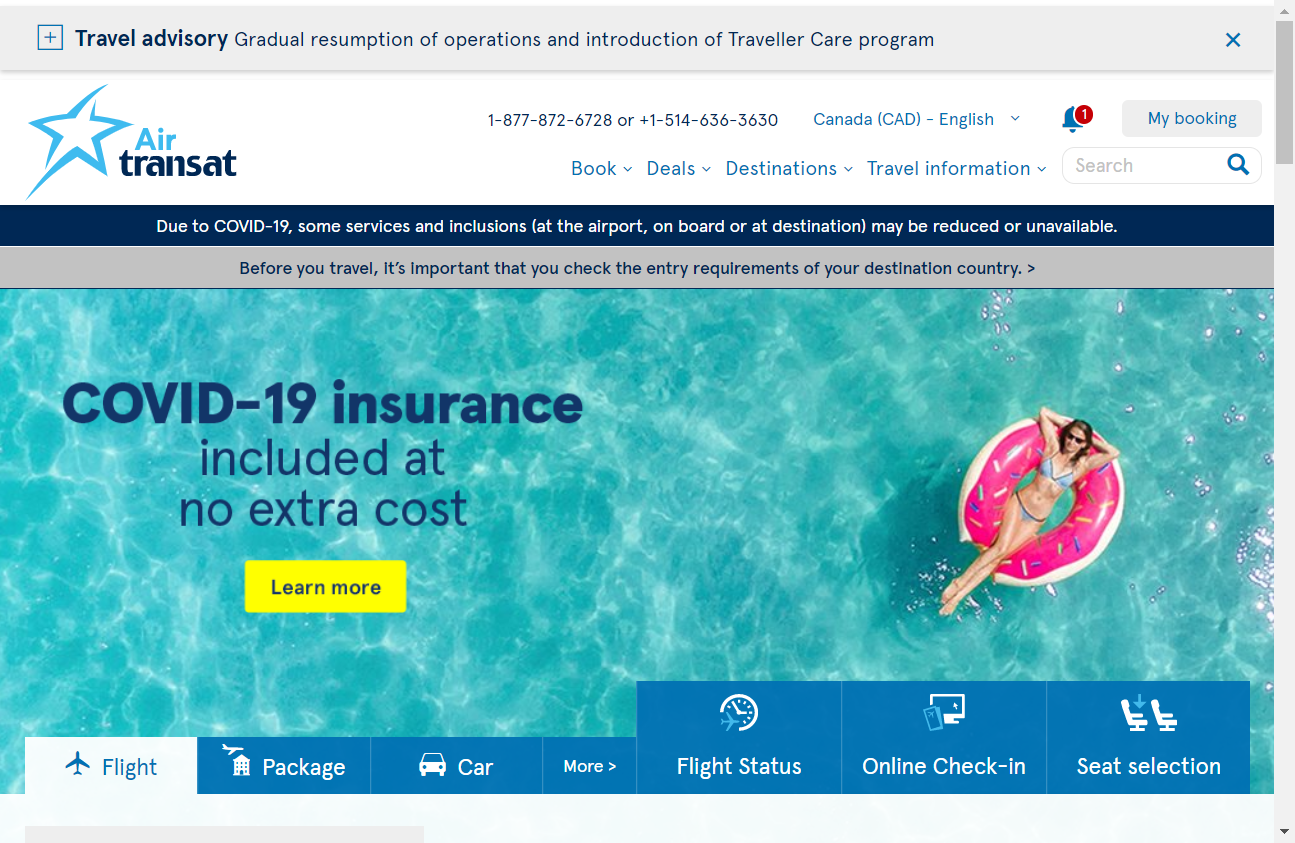 Travel advisory Gradual resumption of operations and introduction of Traveller Care program
Air
transat
1-877-872-6728 or +1-514-636-3630
Canada (CAD) - English
1
My booking
Book
Deals
Destinations
Travel information
Search
Due to COVID-19, some services and inclusions (at the airport, on board or at destination) may be reduced or unavailable.
Before you travel, it's important that you check the entry requirements of your destination country. >
COVID-19 insurance
included at
no extra cost
Learn more
Flight
Package
Car
More >
Flight Status
Online Check-in
Seat selection